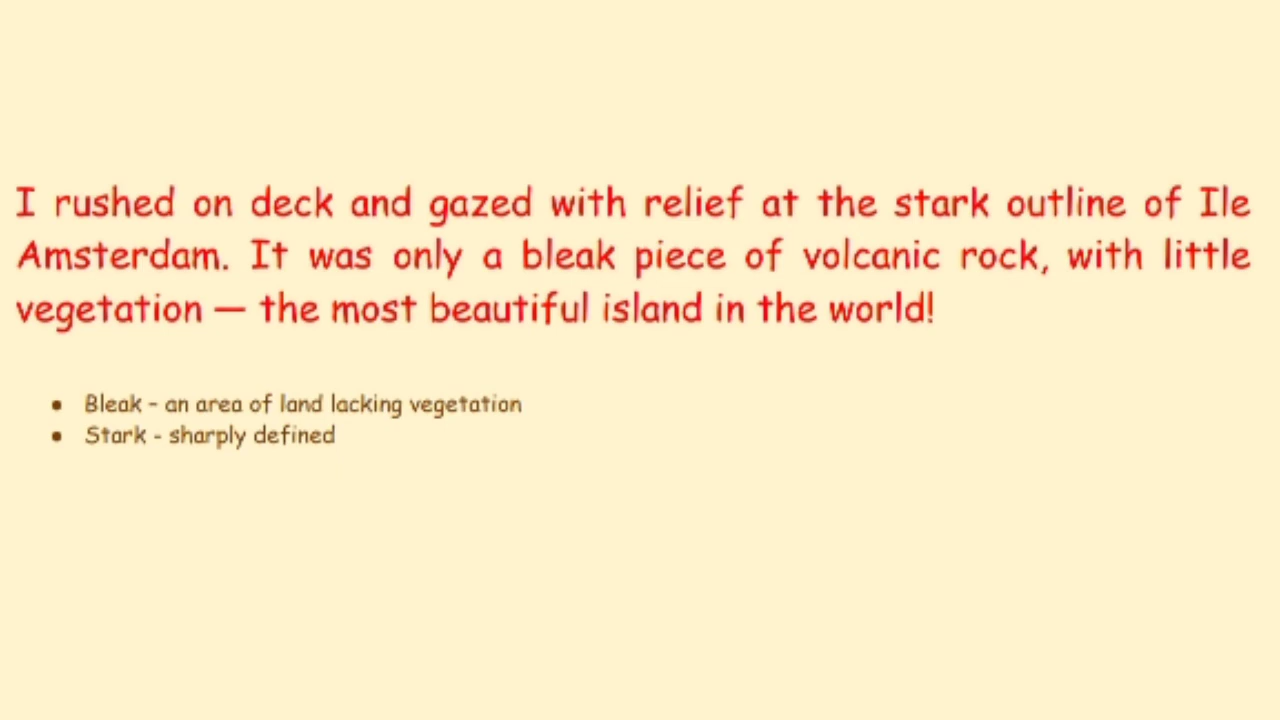 I rushed on deck and gazed with relief at the stark outline of Ile
Amsterdam. It was only a bleak piece of volcanic rock, with little
vegetation — the most beautiful island in the world!
• Bleak - an area of land lacking vegetation
• Stark - sharply defined